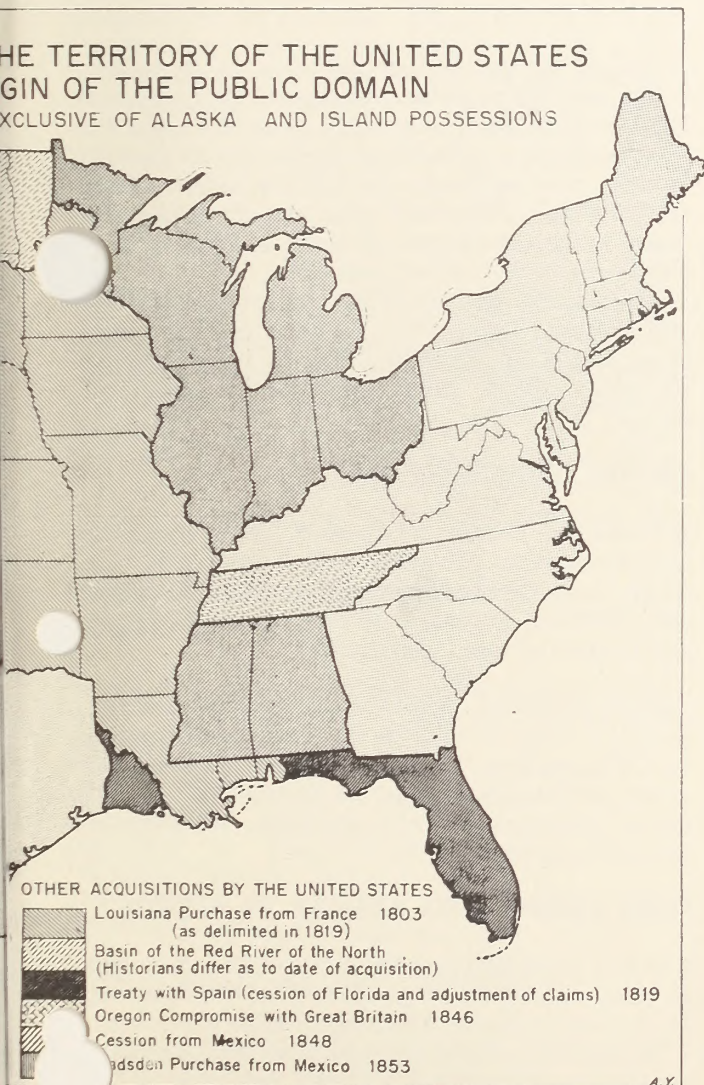 HE TERRITORY OF THE UNITED STATES
GIN OF THE PUBLIC DOMAIN
XCLUSIVE OF ALASKA AND ISLAND POSSESSIONS
OTHER ACQUISITIONS BY THE UNITED STATES
Louisiana Purchase from France 1803
(as delimited in 1819)
Basin of the Red River of the North
(Historians differ as to date of acquisition)
Treaty with Spain (cession of Florida and adjustment of claims) 1819
Oregon Compromise with Great Britain 1846
Cession from Mexico 1848
adsden Purchase from Mexico 1853
A.Y.